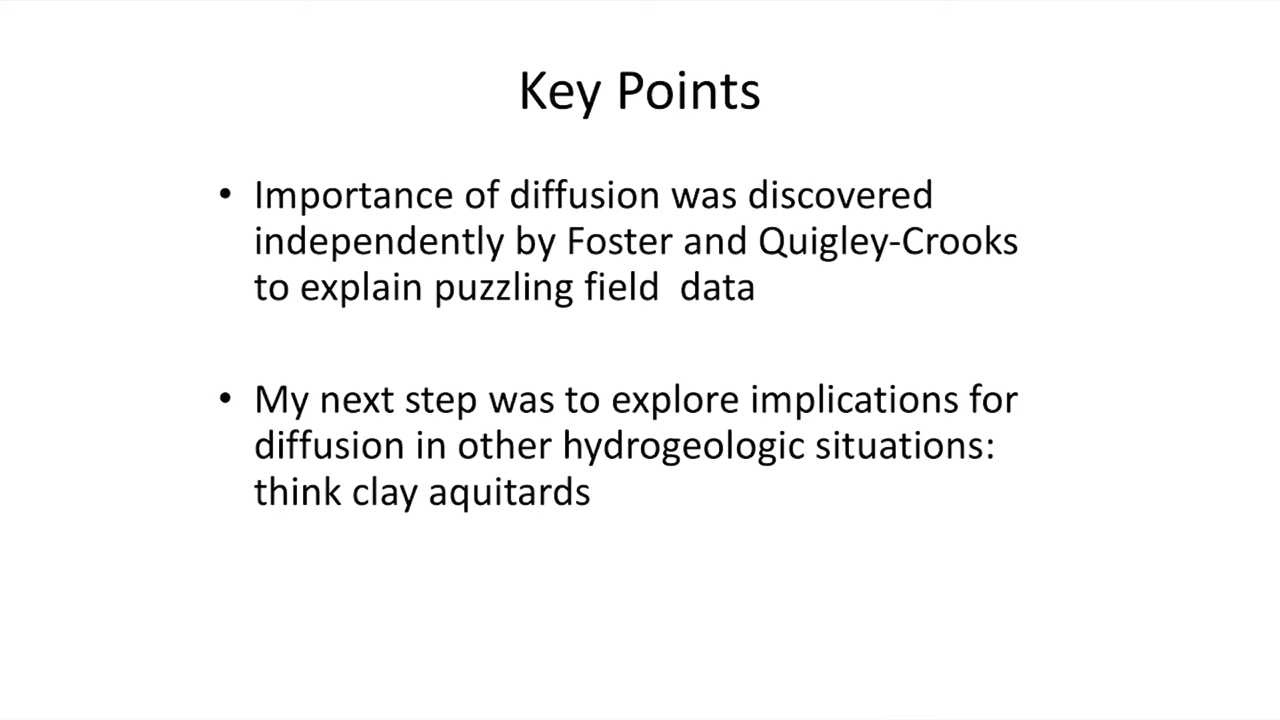 Key Points
• Importance of diffusion was discovered
independently by Foster and Quigley-Crooks
to explain puzzling field  data
• My next step was to explore implications for
diffusion in other hydrogeologic situations:
think clay aquitards